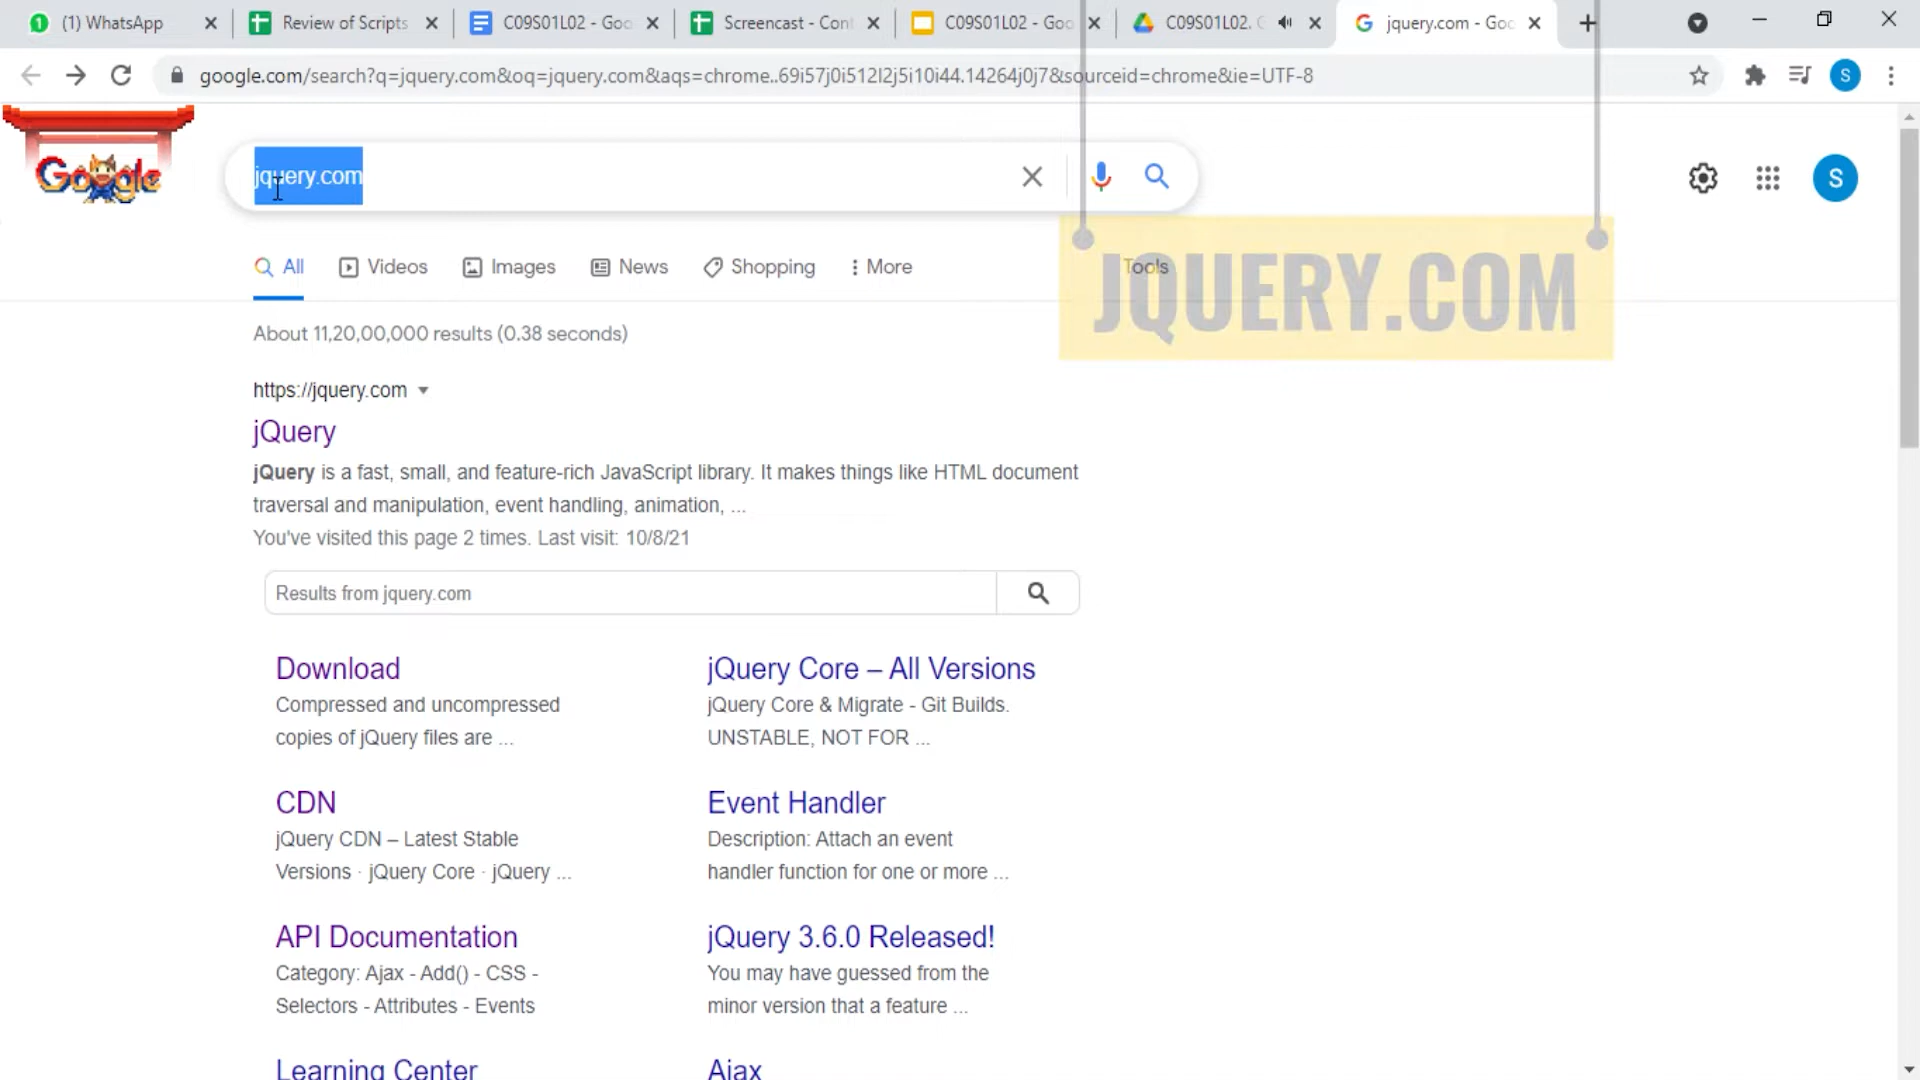 (1) WhatsApp
Review of Scripts
C09S01L02 - Goo
Screencast - Cont
C09S01L02 - Goo
C09S01L02. G
jquery.com - Goo
google.com/search?q=jquery.com&oq=jquery.com&aqs=chrome..69i57j0i512l2j5i10i44.14264j0j7&sourceid=chrome&ie=UTF-8
S
Google
jquery.com
S
All
Videos
Images
News
Shopping
More
Tools
JQUERY.COM
About 11,20,00,000 results (0.38 seconds)
https://jquery.com
jQuery
jQuery is a fast, small, and feature-rich JavaScript library. It makes things like HTML document
traversal and manipulation, event handling, animation, ...
You've visited this page 2 times. Last visit: 10/8/21
Results from jquery.com
Download
Compressed and uncompressed
copies of jQuery files are ...
jQuery Core – All Versions
jQuery Core & Migrate - Git Builds.
UNSTABLE, NOT FOR ...
CDN
jQuery CDN – Latest Stable
Versions · jQuery Core · jQuery ...
Event Handler
Description: Attach an event
handler function for one or more ...
API Documentation
Category: Ajax - Add() - CSS -
Selectors - Attributes - Events
jQuery 3.6.0 Released!
You may have guessed from the
minor version that a feature ...
Learning Center
Ajax